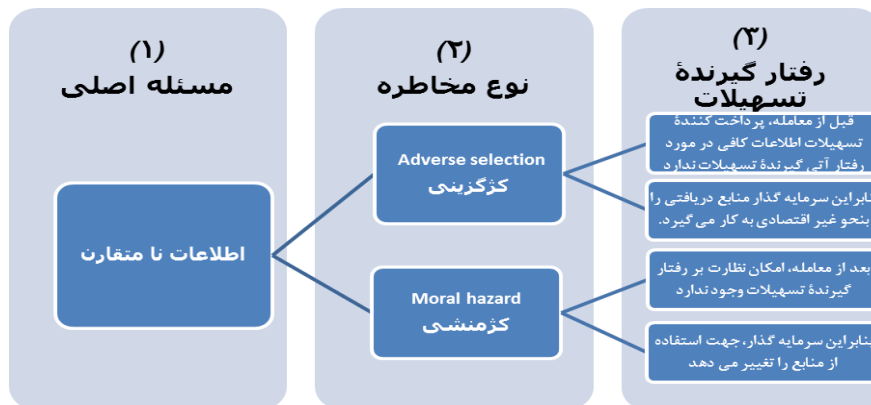 (۱)
مسئله اصلی
(۲)
نوع مخاطره
(۳)
رفتار گیرندۀ
تسهیلات
اطلاعات نا متقارن
Adverse selection
کژگزینی
Moral hazard
کژمنشی
قبل از معامله، پرداخت کنندۀ
تسهیلات اطلاعات کافی در مورد
رفتار آتی گیرندۀ تسهیلات ندارد
نابراین سرمایه گذار منابع دریافتی را
بنحو غیر اقتصادی به کار می گیرد.
بعد از معامله، امکان نظارت بر رفتار
گیرندۀ تسهیلات وجود ندارد
بنابراین سرمایه گذار، جهت استفاده
از منابع را تغییر می دهد